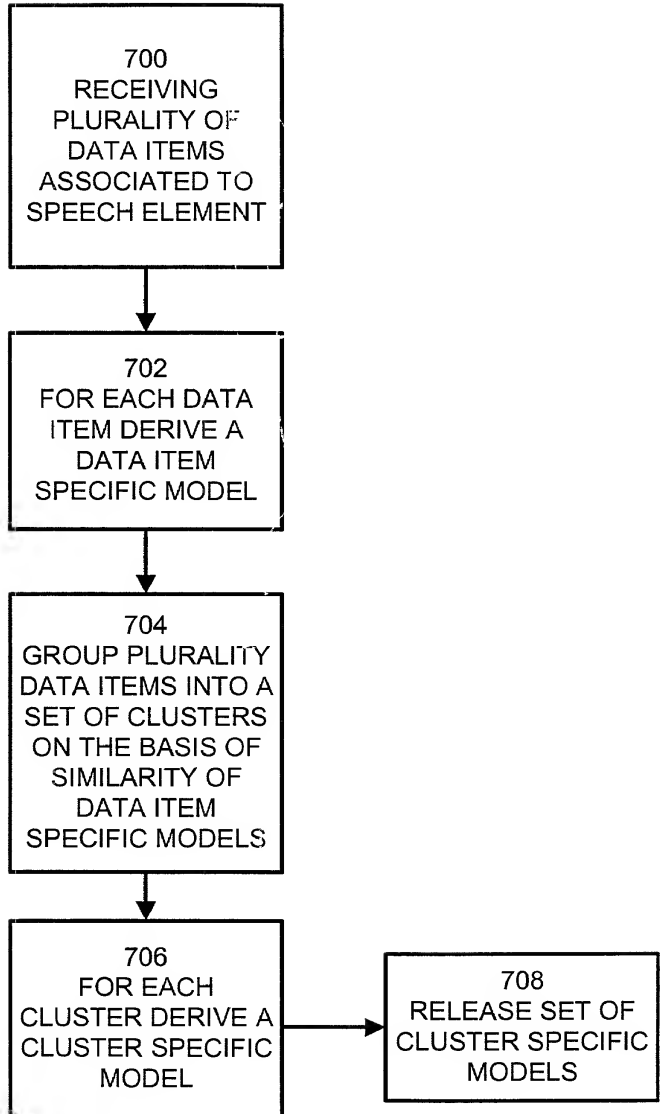 700
RECEIVING
PLURALITY OF
DATA ITEMS
ASSOCIATED TO
SPEECH ELEMENT
702
FOR EACH DATA
ITEM DERIVE A
DATA ITEM
SPECIFIC MODEL
704
GROUP PLURALITY
DATA ITEMS INTO A
SET OF CLUSTERS
ON THE BASIS OF
SIMILARITY OF
DATA ITEM
SPECIFIC MODELS
706
FOR EACH
CLUSTER DERIVE A
CLUSTER SPECIFIC
MODEL
708
RELEASE SET OF
CLUSTER SPECIFIC
MODELS